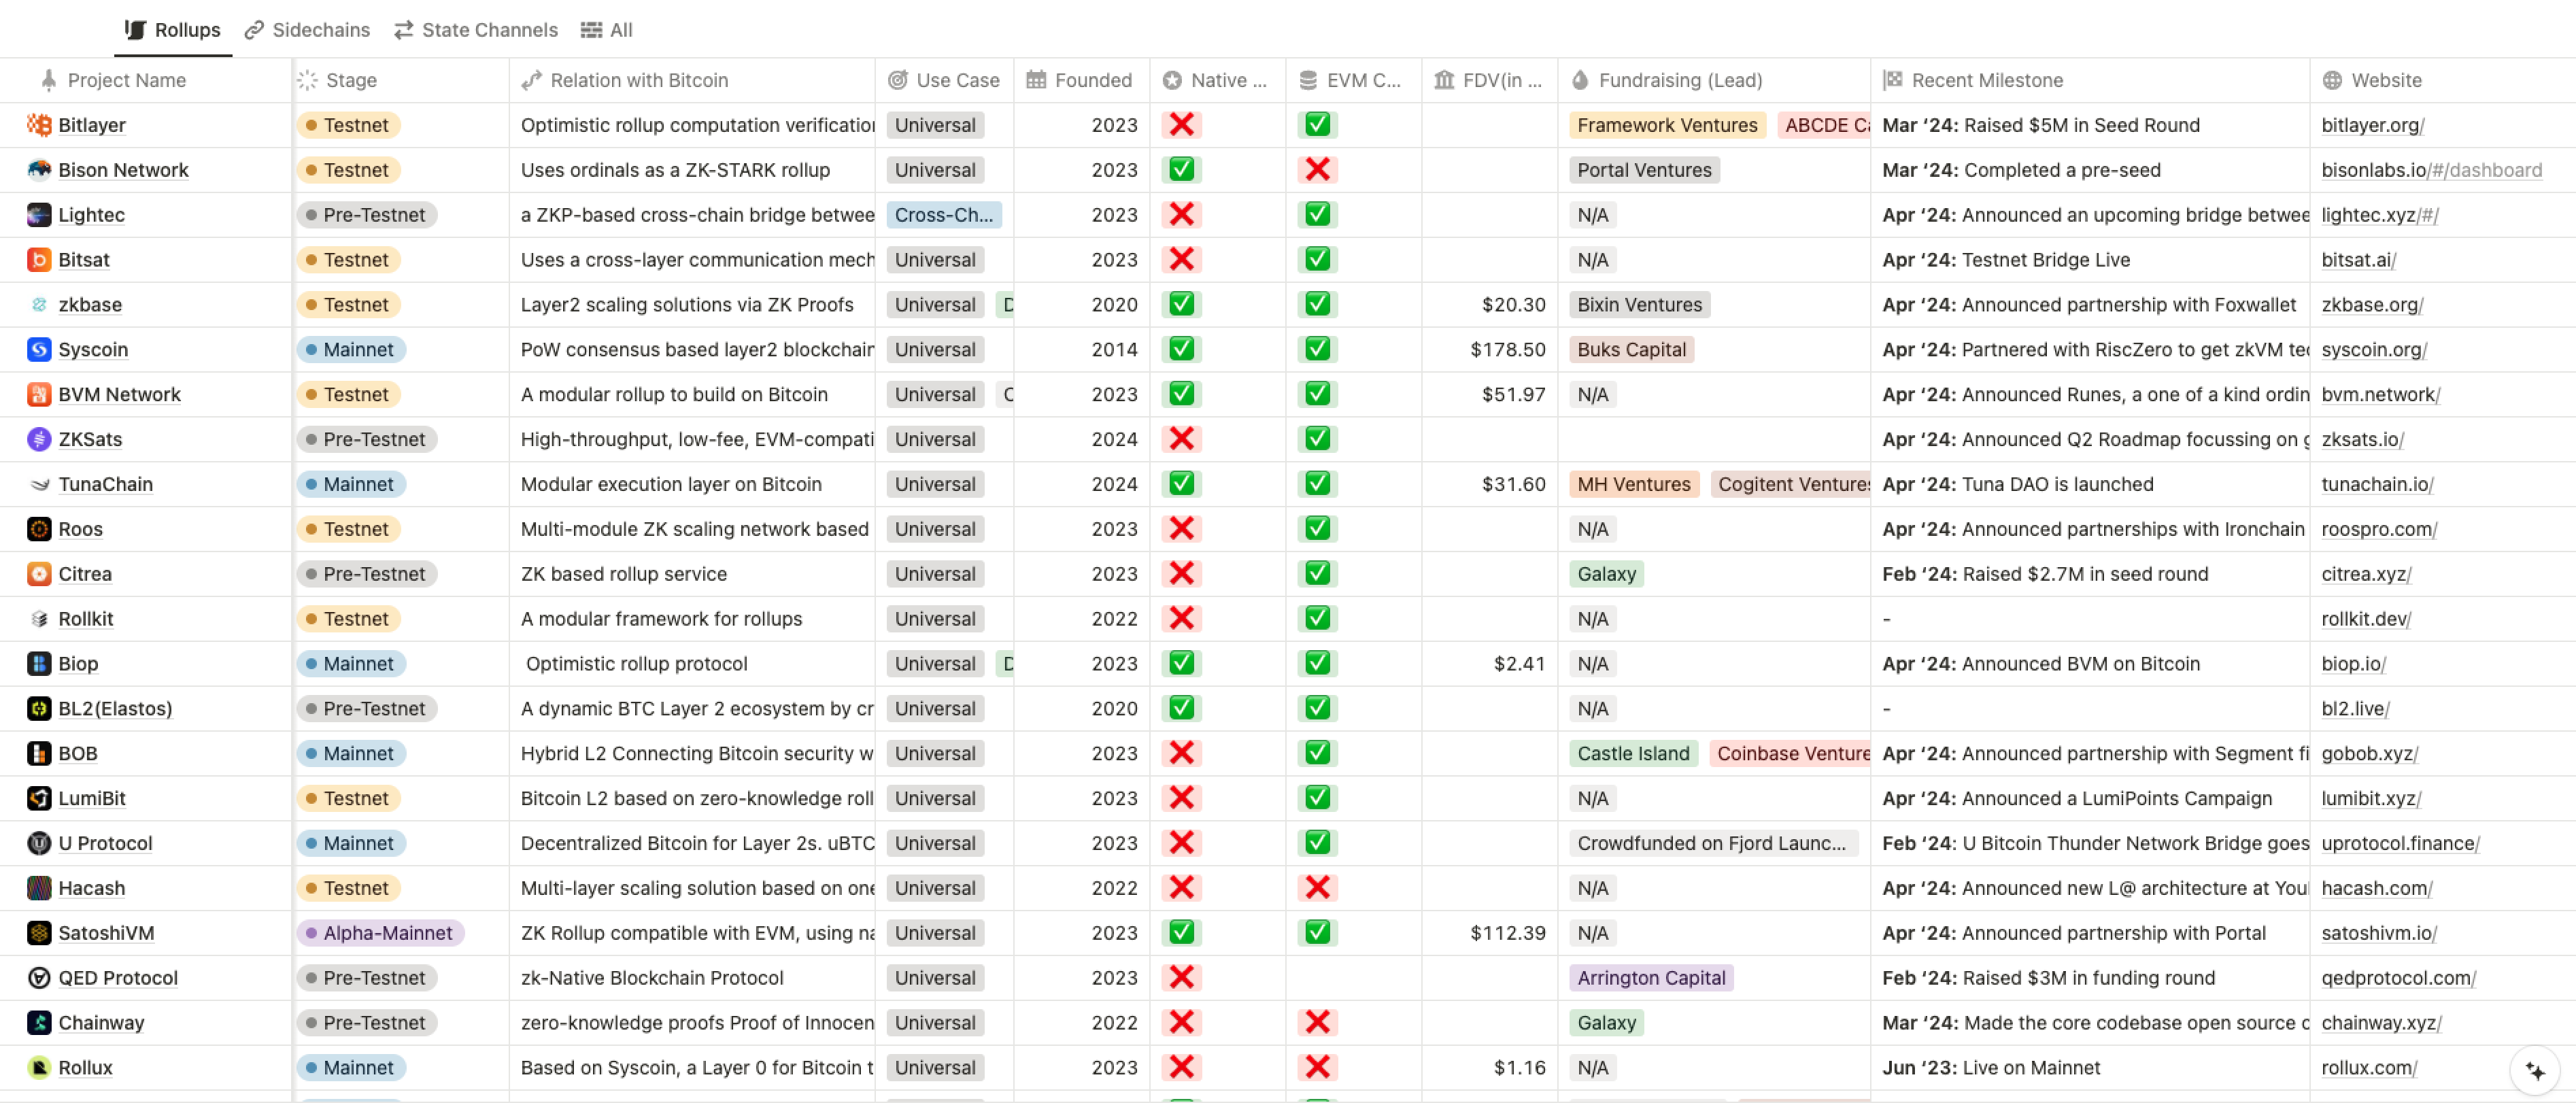 Rollups Sidechains State Channels All
Project Name Stage Relation with Bitcoin Use Case Founded Native ... EVM C... FDV(in ... Fundraising (Lead) Recent Milestone Website
Bitlayer Testnet Optimistic rollup computation verification Universal 2023 Framework Ventures ABCDE Mar ‘24: Raised $5M in Seed Round bitlayer.org/
Bison Network Testnet Uses ordinals as a ZK-STARK rollup Universal 2023 Portal Ventures Mar ‘24: Completed a pre-seed bisonlabs.io/#/dashboard
Lightec Pre-Testnet a ZKP-based cross-chain bridge betwee Cross-Ch... 2023 N/A Apr ‘24: Announced an upcoming bridge betwee lightec.xyz/#/
Bitsat Testnet Uses a cross-layer communication mech Universal 2023 N/A Apr ‘24: Testnet Bridge Live bitsat.ai/
zkbase Testnet Layer2 scaling solutions via ZK Proofs Universal D 2020 $20.30 Bixin Ventures Apr ‘24: Announced partnership with Foxwallet zkbase.org/
Syscoin Mainnet PoW consensus based layer2 blockchain Universal 2014 $178.50 Buks Capital Apr ‘24: Partnered with RiscZero to get zkVM te syscoin.org/
BVM Network Testnet A modular rollup to build on Bitcoin Universal 2023 $51.97 N/A Apr ‘24: Announced Runes, a one of a kind ordin bvm.network/
ZKSats Pre-Testnet High-throughput, low-fee, EVM-compati Universal 2024 Apr ‘24: Announced Q2 Roadmap focussing on zksats.io/
TunaChain Mainnet Modular execution layer on Bitcoin Universal 2024 $31.60 MH Ventures Cogitent Ventures Apr ‘24: Tuna DAO is launched tunachain.io/
Roos Testnet Multi-module ZK scaling network based Universal 2023 N/A Apr ‘24: Announced partnerships with Ironchain roospro.com/
Citrea Pre-Testnet ZK based rollup service Universal 2023 Galaxy Feb ‘24: Raised $2.7M in seed round citrea.xyz/
Rollkit Testnet A modular framework for rollups Universal 2022 N/A - rollkit.dev/
Biop Mainnet Optimistic rollup protocol Universal D 2023 $2.41 N/A Apr ‘24: Announced BVM on Bitcoin biop.io/
BL2(Elastos) Pre-Testnet A dynamic BTC Layer 2 ecosystem by cr Universal 2020 N/A - bl2.live/
BOB Mainnet Hybrid L2 Connecting Bitcoin security w Universal 2023 Castle Island Coinbase Venture Apr ‘24: Announced partnership with Segment fi gobob.xyz/
LumiBit Testnet Bitcoin L2 based on zero-knowledge roll Universal 2023 N/A Apr ‘24: Announced a LumiPoints Campaign lumibit.xyz/
U Protocol Mainnet Decentralized Bitcoin for Layer 2s. uBTC Universal 2023 Crowdfunded on Fjord Launc... Feb ‘24: U Bitcoin Thunder Network Bridge goes uprotocol.finance/
Hacash Testnet Multi-layer scaling solution based on one Universal 2022 N/A Apr ‘24: Announced new L@ architecture at You hacash.com/
SatoshiVM Alpha-Mainnet ZK Rollup compatible with EVM, using na Universal 2023 $112.39 N/A Apr ‘24: Announced partnership with Portal satoshivm.io/
QED Protocol Pre-Testnet zk-Native Blockchain Protocol Universal 2023 Arrington Capital Feb ‘24: Raised $3M in funding round qedprotocol.com/
Chainway Pre-Testnet zero-knowledge proofs Proof of Innocen Universal 2022 Galaxy Mar ‘24: Made the core codebase open source chainway.xyz/
Rollux Mainnet Based on Syscoin, a Layer 0 for Bitcoin t Universal 2023 $1.16 N/A Jun ‘23: Live on Mainnet rollux.com/